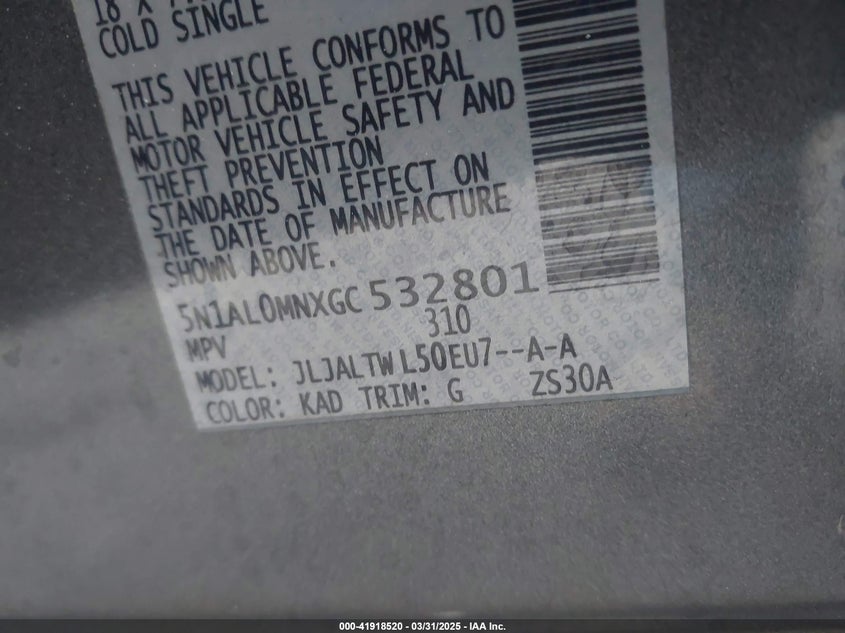 18 X
COLD SINGLE
THIS VEHICLE CONFORMS TO
ALL APPLICABLE FEDERAL
MOTOR VEHICLE SAFETY AND
THEFT PREVENTION
STANDARDS IN EFFECT ON
THE DATE OF MANUFACTURE
SHOWN ABOVE.
5N1AL0MNXGC532801
MPV 310
MODEL: JLJALTWL50EU7--A-A
COLOR: KAD TRIM: G ZS30A
000-41918520 - 03/31/2025 - IAA Inc.